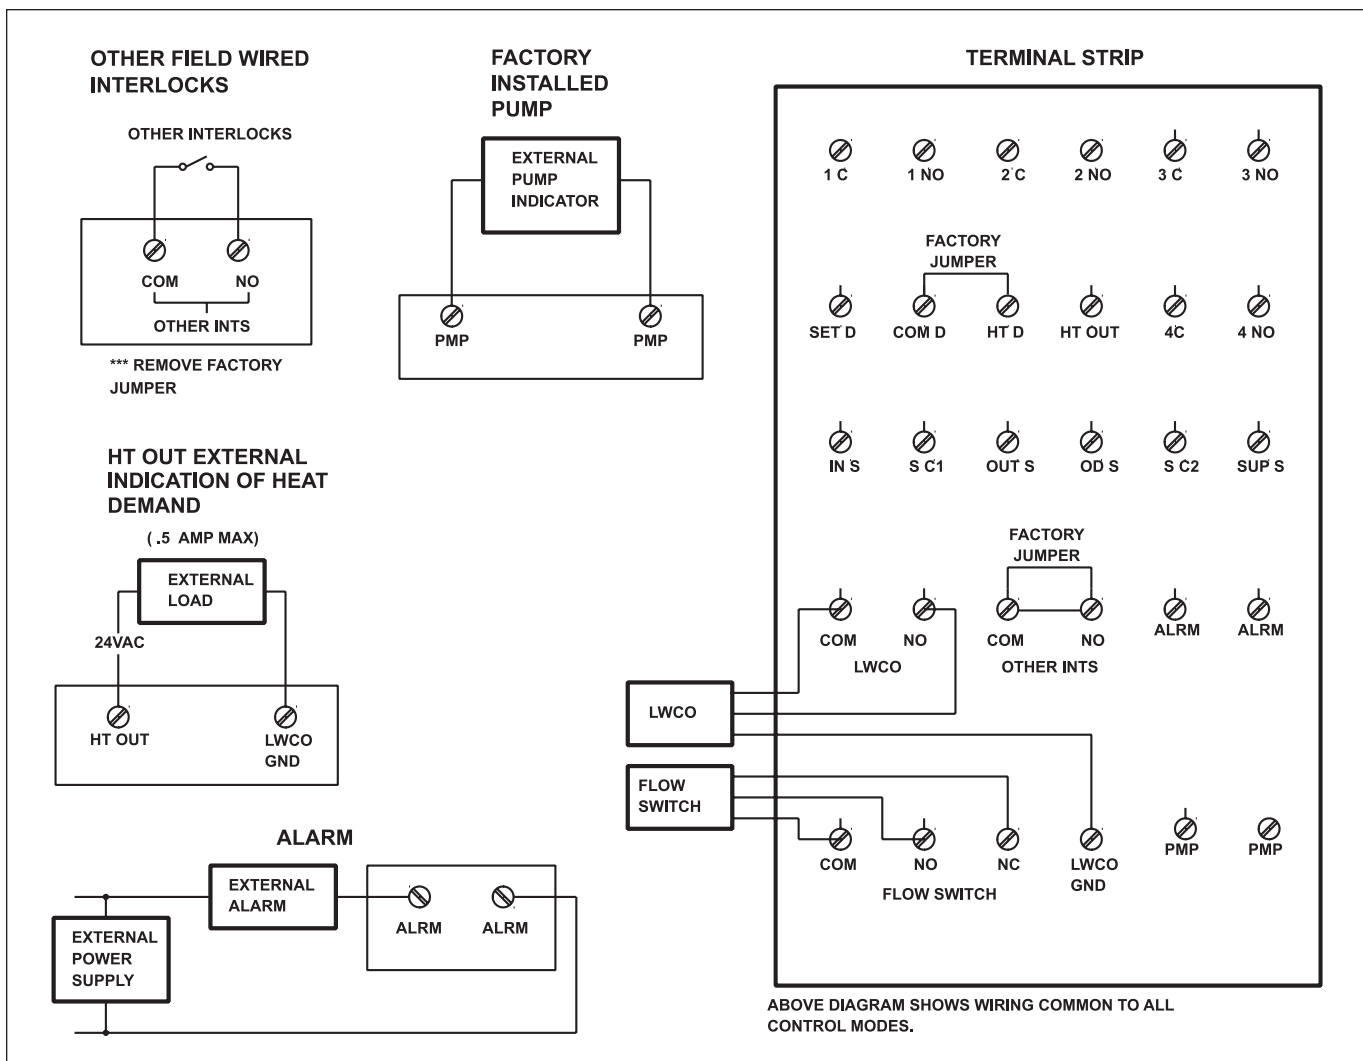 OTHER FIELD WIRED
INTERLOCKS
OTHER INTERLOCKS
COM
NO
OTHER INTS
*** REMOVE FACTORY
JUMPER
FACTORY
INSTALLED
PUMP
EXTERNAL
PUMP
INDICATOR
PMP
PMP
HT OUT EXTERNAL
INDICATION OF HEAT
DEMAND
( .5 AMP MAX)
EXTERNAL
LOAD
24VAC
HT OUT
LWCO
GND
ALARM
EXTERNAL
ALARM
ALRM
ALRM
EXTERNAL
POWER
SUPPLY
TERMINAL STRIP
1 C
1 NO
2 C
2 NO
3 C
3 NO
FACTORY
JUMPER
SET D
COM D
HT D
HT OUT
4C
4 NO
IN S
S C1
OUT S
OD S
S C2
SUP S
FACTORY
JUMPER
COM
NO
COM
NO
ALRM
ALRM
LWCO
OTHER INTS
LWCO
FLOW
SWITCH
COM
NO
NC
LWCO
GND
PMP
PMP
FLOW SWITCH
ABOVE DIAGRAM SHOWS WIRING COMMON TO ALL
CONTROL MODES.